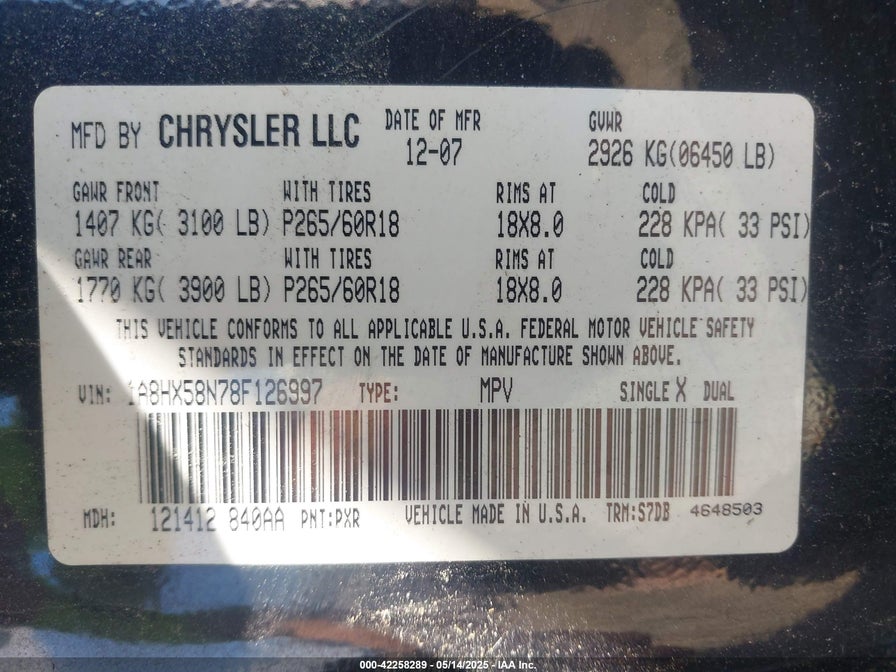 MFD BY CHRYSLER LLC DATE OF MFR GVWR
12-07 2926 KG(06450 LB)
GAWR FRONT WITH TIRES RIMS AT COLD
1407 KG( 3100 LB) P265/60R18 18X8.0 228 KPA( 33 PSI)
GAWR REAR WITH TIRES RIMS AT COLD
1770 KG( 3900 LB) P265/60R18 18X8.0 228 KPA( 33 PSI)
THIS VEHICLE CONFORMS TO ALL APPLICABLE U.S.A. FEDERAL MOTOR VEHICLE SAFETY
STANDARDS IN EFFECT ON THE DATE OF MANUFACTURE SHOWN ABOVE.
VIN: 1A8HX58N78F126997 TYPE: MPV SINGLE X DUAL
MDH: 121412 840AA PNT:PXR VEHICLE MADE IN U.S.A. TRM:S7DB 4648503
000-42258289 - 05/14/2025 - IAA Inc.